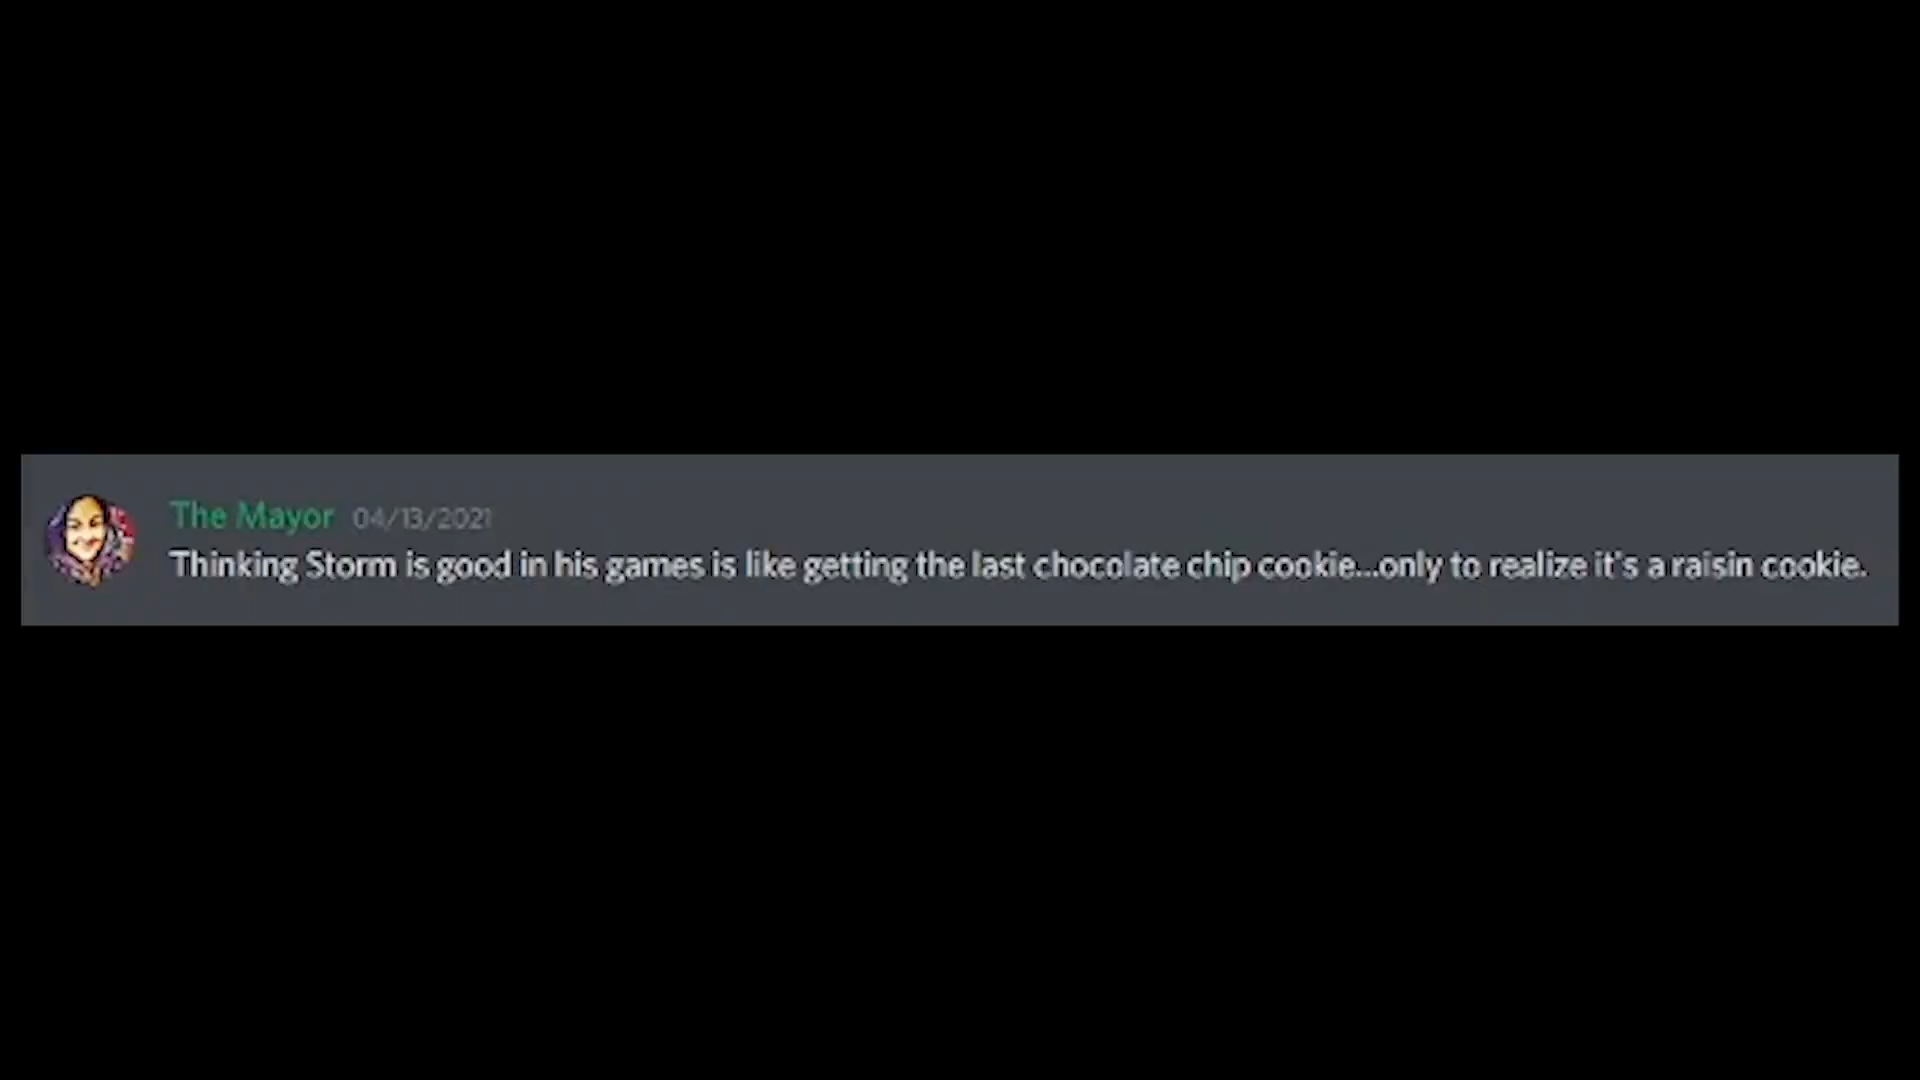 The Mayor 04/13/2021
Thinking Storm is good in his games is like getting the last chocolate chip cookie...only to realize it's a raisin cookie.